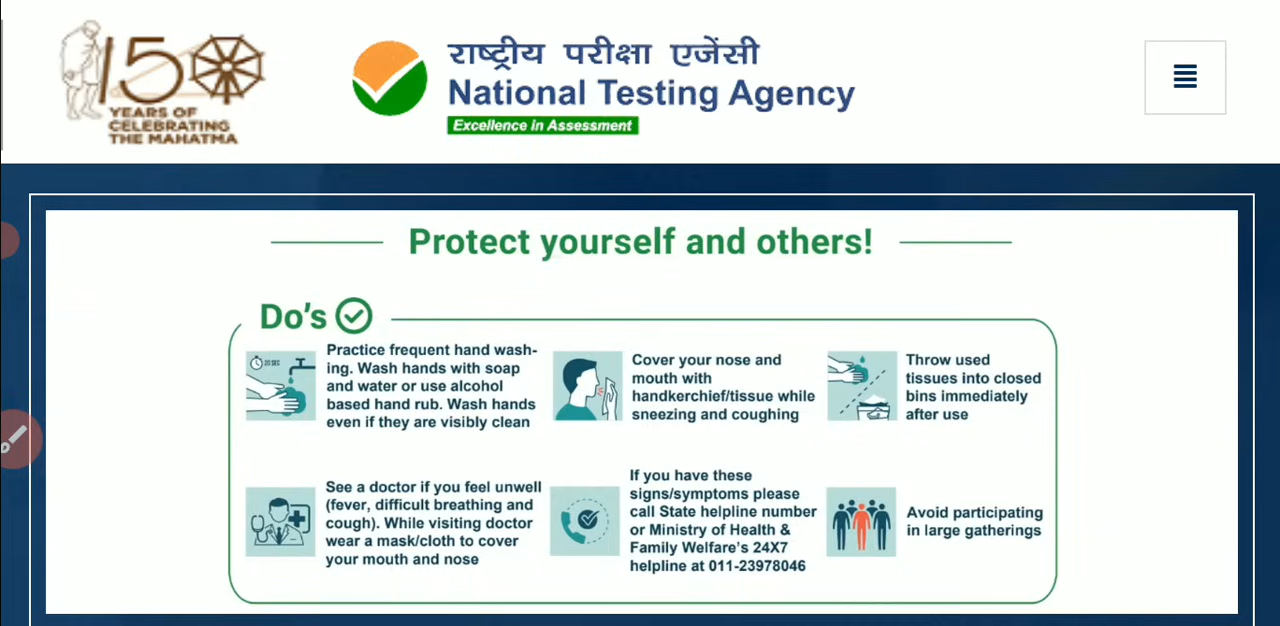 150
YEARS OF
CELEBRATING
THE MAHATMA
राष्ट्रीय परीक्षा एजेंसी
National Testing Agency
Excellence in Assessment
Protect yourself and others!
Do's
20 SEC
Practice frequent hand wash-
ing. Wash hands with soap
and water or use alcohol
based hand rub. Wash hands
even if they are visibly clean
Cover your nose and
mouth with
handkerchief/tissue while
sneezing and coughing
Throw used
tissues into closed
bins immediately
after use
See a doctor if you feel unwell
(fever, difficult breathing and
cough). While visiting doctor
wear a mask/cloth to cover
your mouth and nose
If you have these
signs/symptoms please
call State helpline number
or Ministry of Health &
Family Welfare's 24X7
helpline at 011-23978046
Avoid participating
in large gatherings